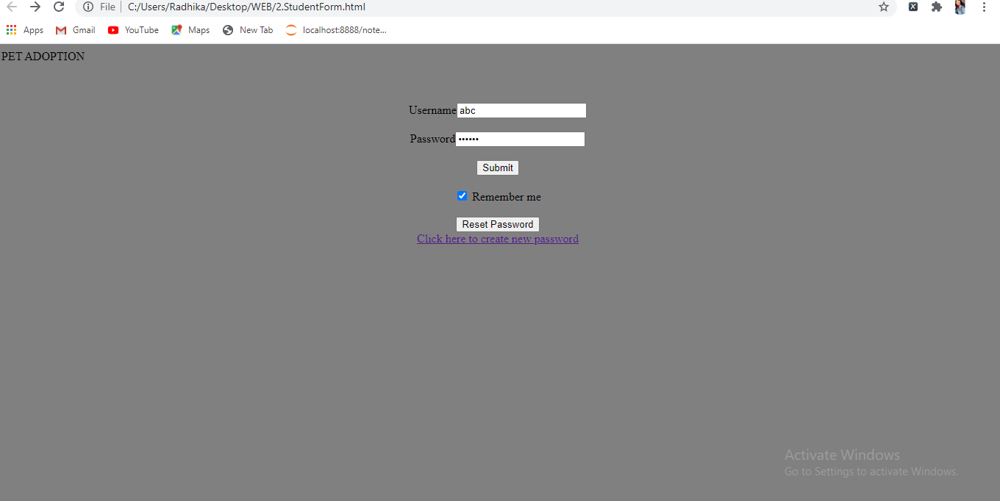 File C:/Users/Radhika/Desktop/WEB/2.StudentForm.html
Apps Gmail YouTube Maps New Tab localhost:8888/note...
PET ADOPTION
Username abc
Password ••••••
Submit
Remember me
Reset Password
Click here to create new password
Activate Windows
Go to Settings to activate Windows.